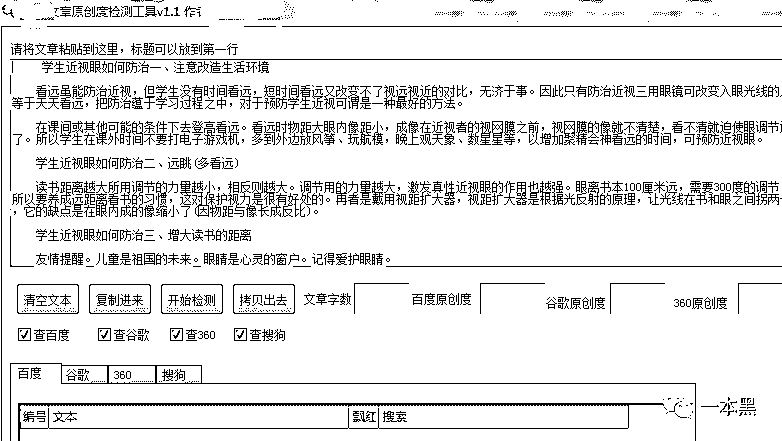 文章原创度检测工具v1.1 作
请将文章粘贴到这里，标题可以放到第一行
学生近视眼如何防治一、注意改造生活环境
看远虽能防治近视，但学生没有时间看远，短时间看远又改变不了视远视近的对比，无济于事。因此只有防治近视三用眼镜可改变入眼光线的
等于天天看远，把防治蕴于学习过程之中，对于预防学生近视可谓是一种最好的方法。
在课间或其他可能的条件下去登高看远。看远时物距大眼内像距小，成像在近视者的视网膜之前，视网膜的像就不清楚，看不清就迫使眼调节
了。所以学生在课外时间不要打电子游戏机，多到外边放风筝、玩航模，晚上观天象、数星星等，以增加聚精会神看远的时间，可预防近视眼。
学生近视眼如何防治二、远眺(多看远)
读书距离越大所用调节的力量越小，相反则越大。调节用的力量越大，激发真性近视眼的作用也越强。眼离书本100厘米远，需要300度的调节
所以要养成远距离看书的习惯，这对保护视力是很有好处的。再者是戴用视距扩大器，视距扩大器是根据光反射的原理，让光线在书和眼之间拐两
，它的缺点是在眼内成的像缩小了(因物距与像长成反比)。
学生近视眼如何防治三、增大读书的距离
友情提醒。儿童是祖国的未来。眼睛是心灵的窗户。记得爱护眼睛。
清空文本 复制进来 开始检测 拷贝出去 文章字数 百度原创度 谷歌原创度 360原创度
查百度 查谷歌 查360 查搜狗
百度 谷歌 360 搜狗
编号 文本 飘红 搜索
一本黑